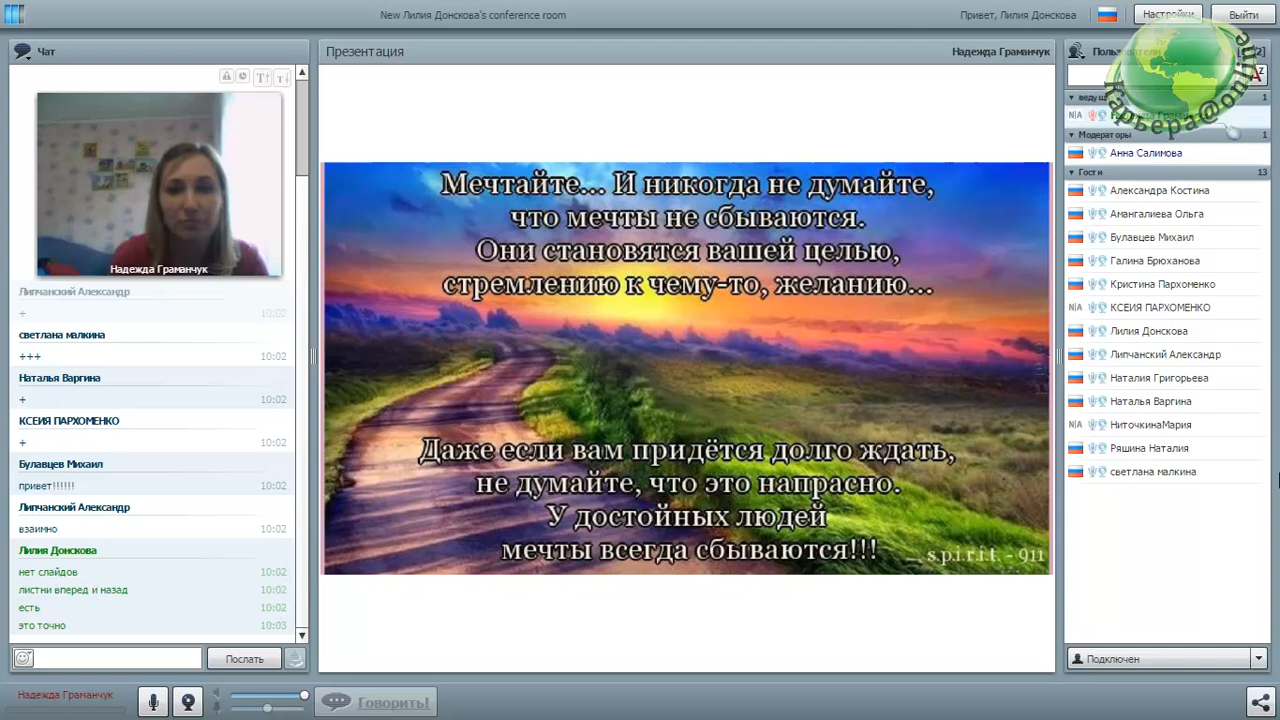 New Лилия Донскова's conference room
Привет, Лилия Донскова
Настройки
Выйти
Чат
Надежда Граманчук
Липчанский Александр
+ 10:02
светлана малкина
+++ 10:02
Наталья Варгина
+ 10:02
КСЕИЯ ПАРХОМЕНКО
+ 10:02
Булавцев Михаил
привет!!!!!! 10:02
Липчанский Александр
взаимно 10:02
Лилия Донскова
нет слайдов 10:02
листни вперед и назад 10:02
есть 10:02
это точно 10:03
Послать
Презентация
Надежда Граманчук
Мечтайте... И никогда не думайте,
что мечты не сбываются.
Они становятся вашей целью,
стремлению к чему-то, желанию...
Даже если вам придётся долго ждать,
не думайте, что это напрасно.
У достойных людей
мечты всегда сбываются!!!
s.p.i.r.i.t. - 911
Пользователи
Карьера@online
ведущ 1
N|A
Модераторы 1
Анна Салимова
Гости 13
Александра Костина
Амангалиева Ольга
Булавцев Михаил
Галина Брюханова
Кристина Пархоменко
N|A КСЕИЯ ПАРХОМЕНКО
Лилия Донскова
Липчанский Александр
Наталия Григорьева
Наталья Варгина
N|A НиточкинаМария
Ряшина Наталия
светлана малкина
Подключен
Надежда Граманчук
Говорить!